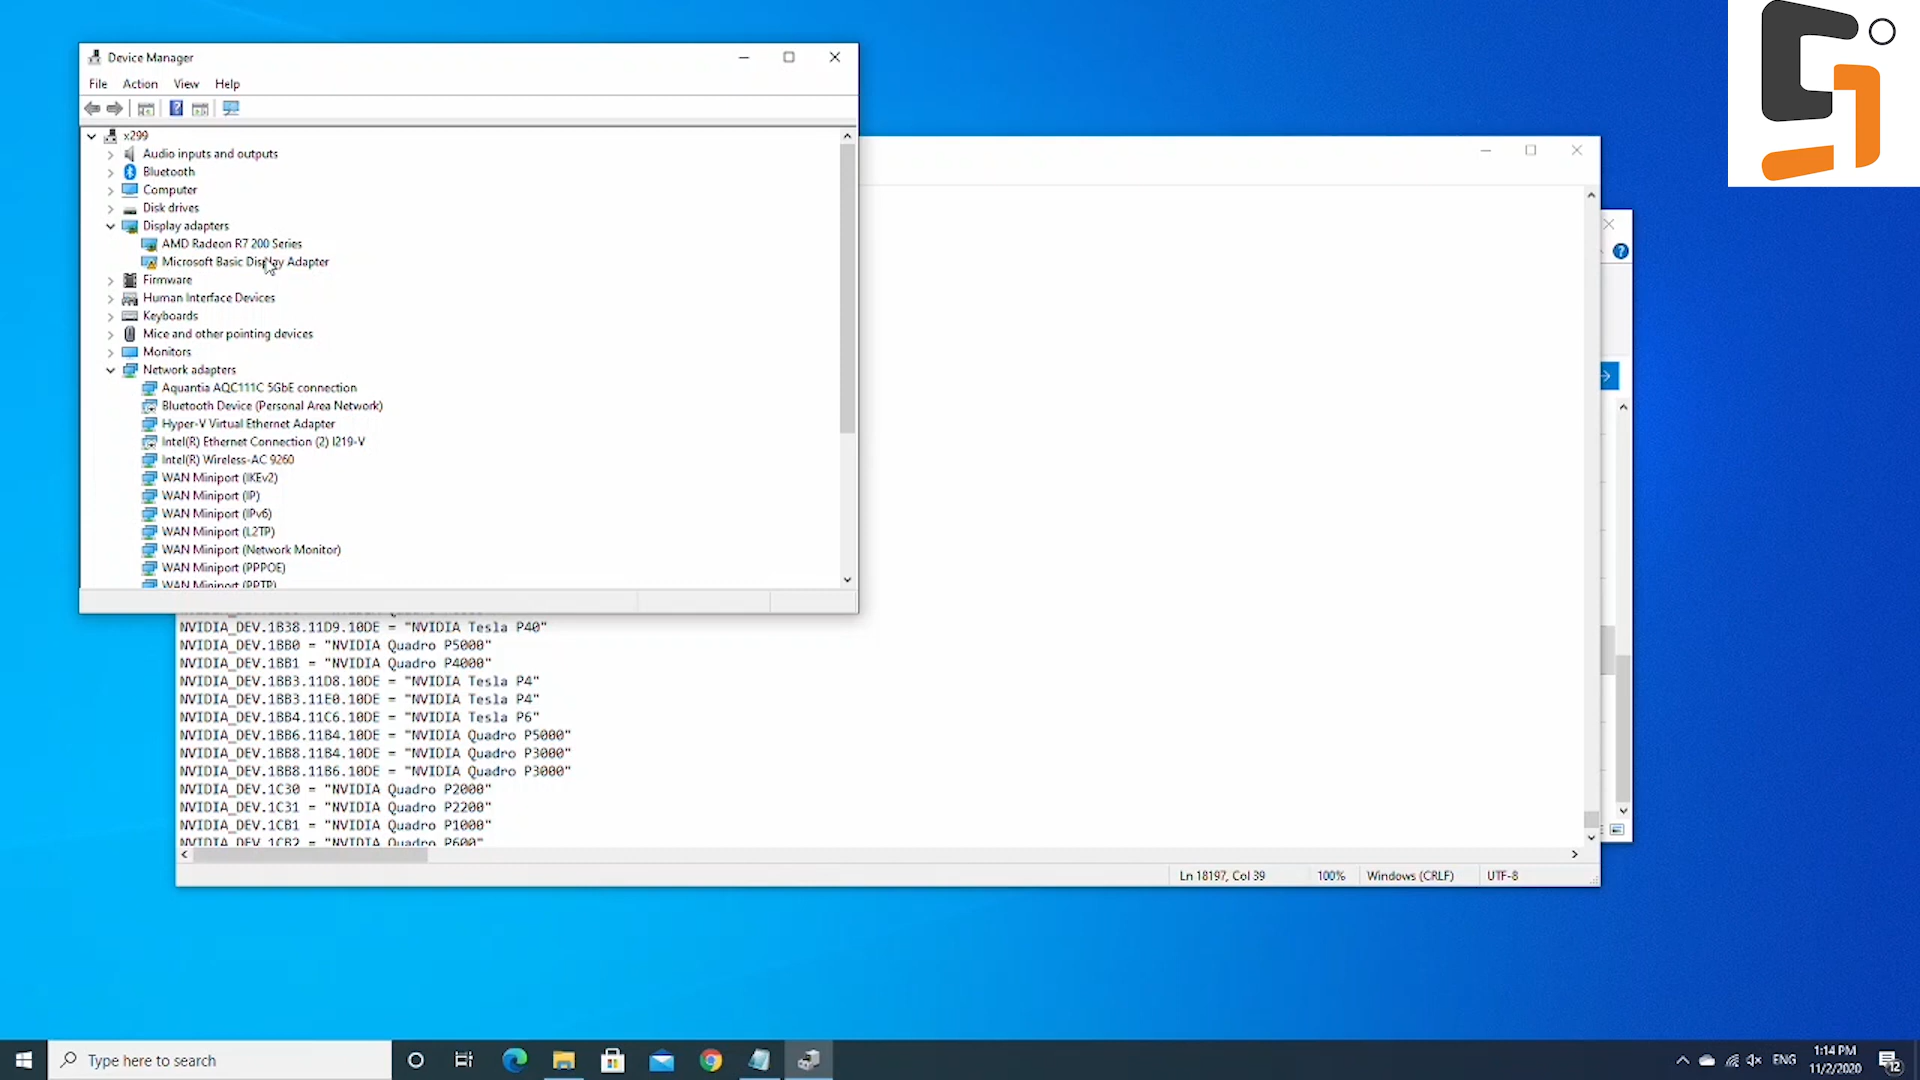 Device Manager
File Action View Help
x299
Audio inputs and outputs
Bluetooth
Computer
Disk drives
Display adapters
AMD Radeon R7 200 Series
Microsoft Basic Display Adapter
Firmware
Human Interface Devices
Keyboards
Mice and other pointing devices
Monitors
Network adapters
Aquantia AQC111C 5GbE connection
Bluetooth Device (Personal Area Network)
Hyper-V Virtual Ethernet Adapter
Intel(R) Ethernet Connection (2) I219-V
Intel(R) Wireless-AC 9260
WAN Miniport (IKEv2)
WAN Miniport (IP)
WAN Miniport (IPv6)
WAN Miniport (L2TP)
WAN Miniport (Network Monitor)
WAN Miniport (PPPOE)
WAN Miniport (PPTP)
NVIDIA_DEV.1B38.11D9.10DE = "NVIDIA Tesla P40"
NVIDIA_DEV.1BB0 = "NVIDIA Quadro P5000"
NVIDIA_DEV.1BB1 = "NVIDIA Quadro P4000"
NVIDIA_DEV.1BB3.11D8.10DE = "NVIDIA Tesla P4"
NVIDIA_DEV.1BB3.11E0.10DE = "NVIDIA Tesla P4"
NVIDIA_DEV.1BB4.11C6.10DE = "NVIDIA Tesla P6"
NVIDIA_DEV.1BB6.11B4.10DE = "NVIDIA Quadro P5000"
NVIDIA_DEV.1BB8.11B4.10DE = "NVIDIA Quadro P3000"
NVIDIA_DEV.1BB8.11B6.10DE = "NVIDIA Quadro P3000"
NVIDIA_DEV.1C30 = "NVIDIA Quadro P2000"
NVIDIA_DEV.1C31 = "NVIDIA Quadro P2200"
NVIDIA_DEV.1CB1 = "NVIDIA Quadro P1000"
NVIDIA_DEV.1CB2 = "NVIDIA Quadro P600"
Ln 18197, Col 39 100% Windows (CRLF) UTF-8
Type here to search
ENG
1:14 PM
11/2/2020
12